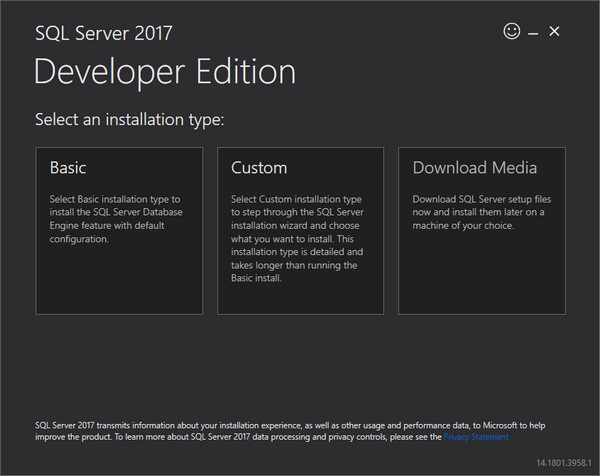 SQL Server 2017
Developer Edition
Select an installation type:
Basic
Select Basic installation type to
install the SQL Server Database
Engine feature with default
configuration.
Custom
Select Custom installation type
to step through the SQL Server
installation wizard and choose
what you want to install. This
installation type is detailed and
takes longer than running the
Basic install.
Download Media
Download SQL Server setup files
now and install them later on a
machine of your choice.
SQL Server 2017 transmits information about your installation experience, as well as other usage and performance data, to Microsoft to help
improve the product. To learn more about SQL Server 2017 data processing and privacy controls, please see the Privacy Statement
14.1801.3958.1